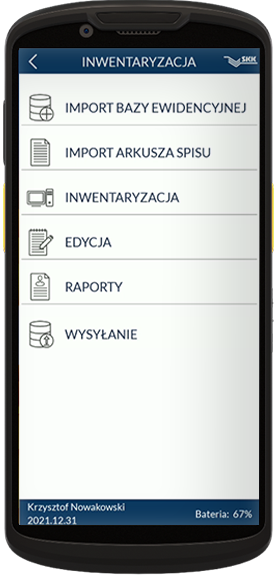 INWENTARYZACJA
SKK
IMPORT BAZY EWIDENCYJNEJ
IMPORT ARKUSZA SPISU
INWENTARYZACJA
EDYCJA
RAPORTY
WYSYŁANIE
Krzysztof Nowakowski
2021.12.31
Bateria: 67%